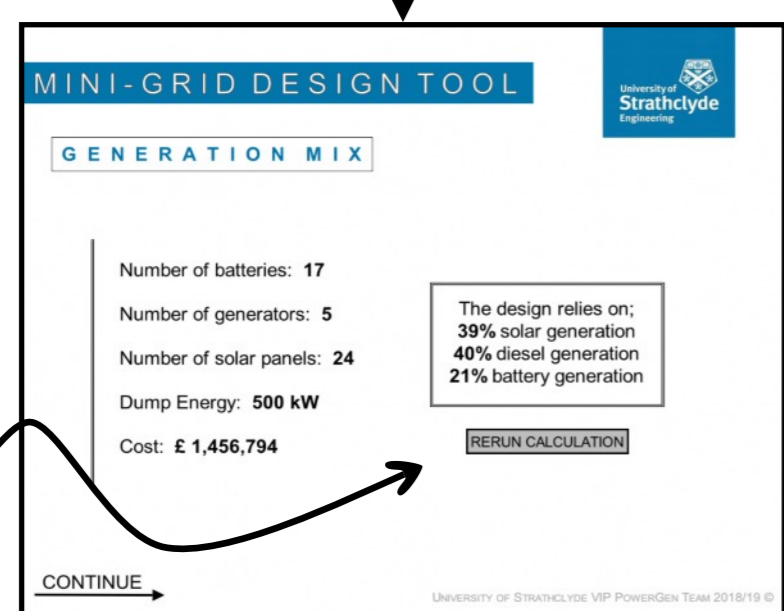 MINI-GRID DESIGN TOOL
University of
Strathclyde
Engineering
GENERATION MIX
Number of batteries: 17
Number of generators: 5
Number of solar panels: 24
Dump Energy: 500 kW
Cost: £ 1,456,794
The design relies on;
39% solar generation
40% diesel generation
21% battery generation
RERUN CALCULATION
CONTINUE
UNIVERSITY OF STRATHCLYDE VIP POWERGEN TEAM 2018/19 ©